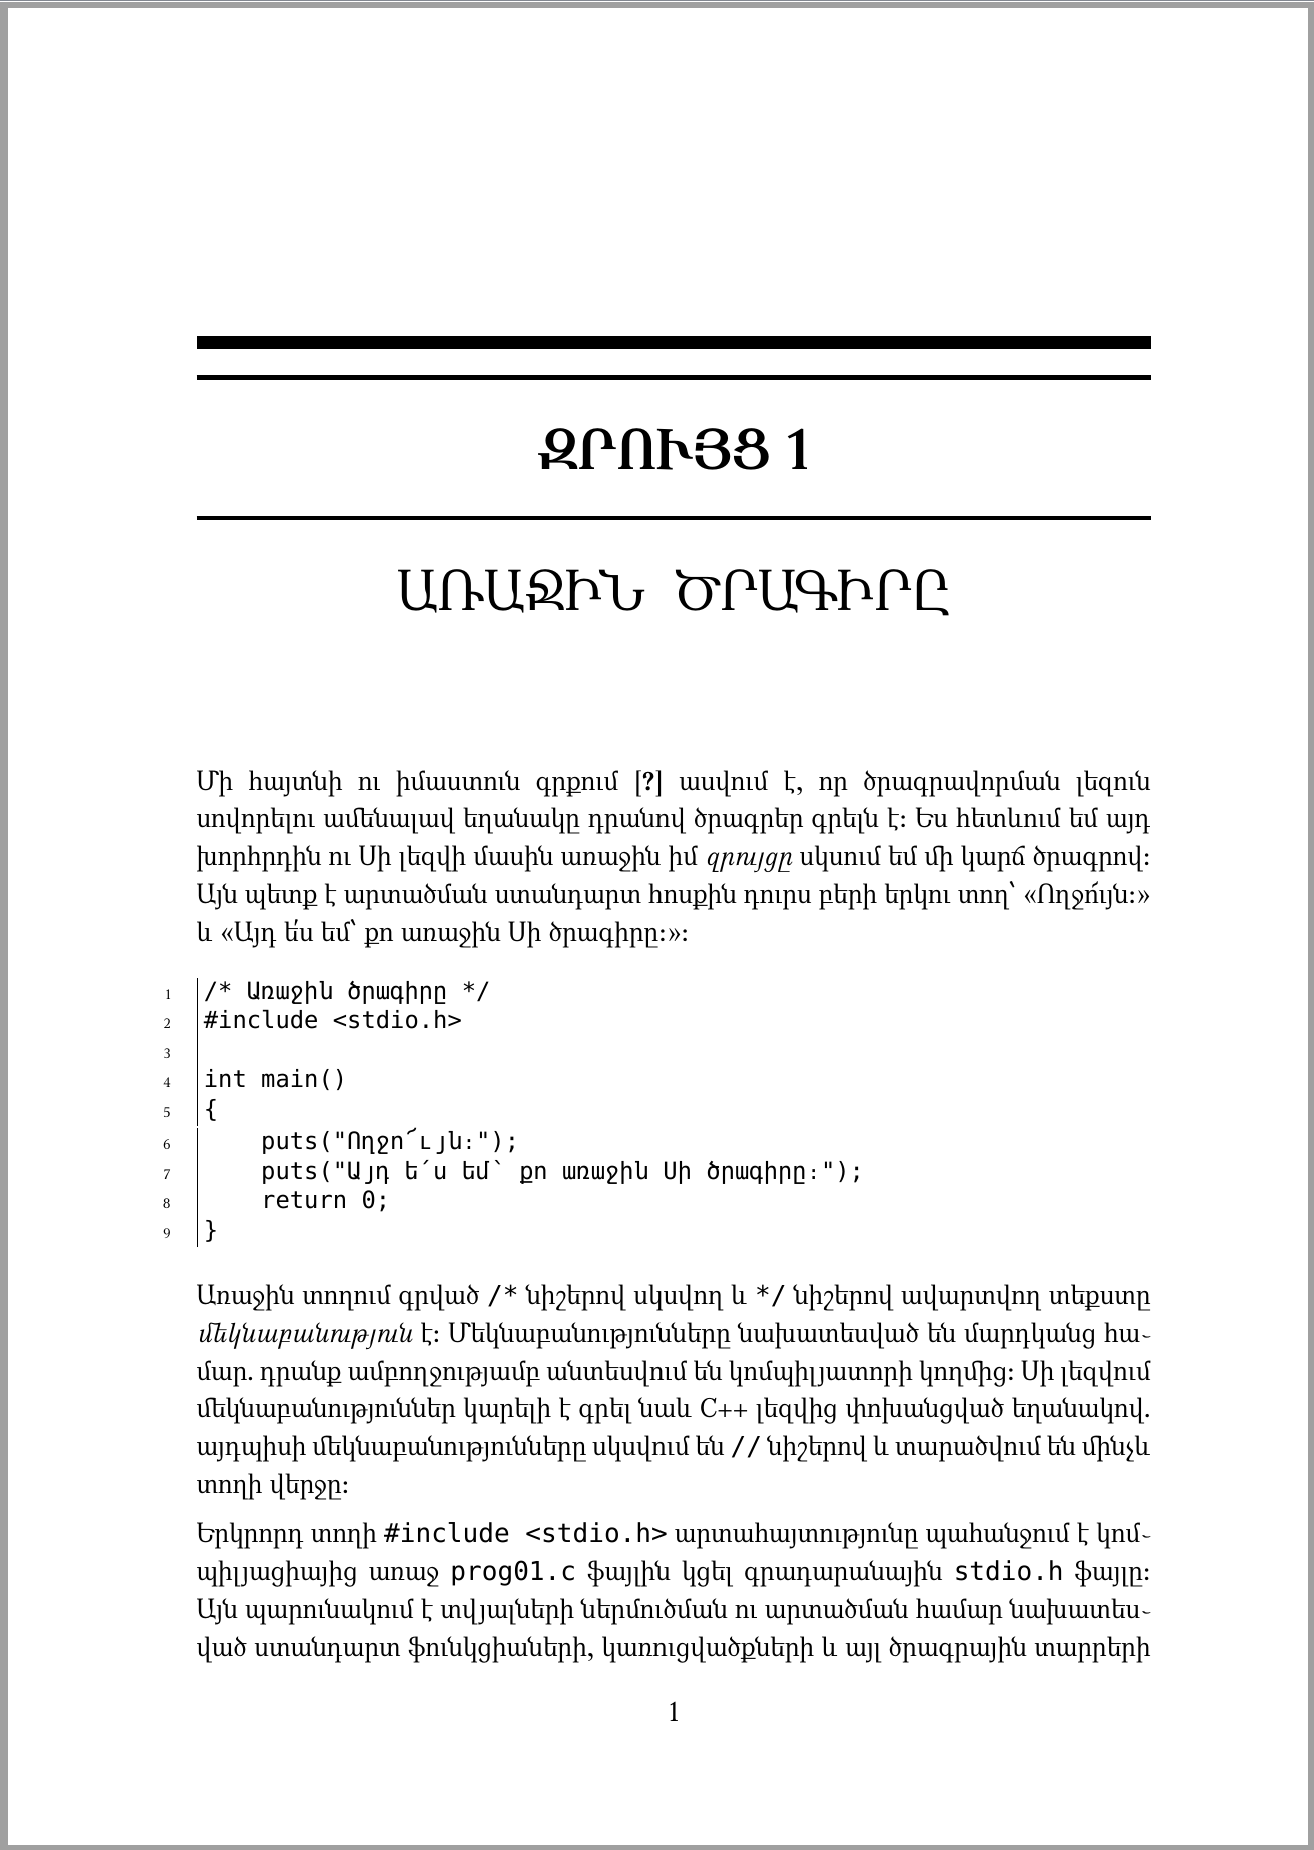 ԶՐՈՒՅՑ 1
ԱՌԱՋԻՆ ԾՐԱԳԻՐԸ
Մի հայտնի ու իմաստուն գրքում [?] ասվում է, որ ծրագրավորման լեզուն
սովորելու ամենալավ եղանակը դրանով ծրագրեր գրելն է։ Ես հետևում եմ այդ
խորհրդին ու Սի լեզվի մասին առաջին իմ զրույցը սկսում եմ մի կարճ ծրագրով։
Այն պետք է արտածման ստանդարտ հոսքին դուրս բերի երկու տող՝ «Ողջո՜ւյն։»
և «Այդ ե՛ս եմ՝ քո առաջին Սի ծրագիրը։»։
1 /* Առաջին ծրագիրը */
2 #include <stdio.h>
3
4 int main()
5 {
6 puts("Ողջո՜ւյն։");
7 puts("Այդ ե՛ս եմ՝ քո առաջին Սի ծրագիրը։");
8 return 0;
9 }
Առաջին տողում գրված /* նիշերով սկսվող և */ նիշերով ավարտվող տեքստը
մեկնաբանություն է։ Մեկնաբանությունները նախատեսված են մարդկանց հա֊
մար. դրանք ամբողջությամբ անտեսվում են կոմպիլյատորի կողմից։ Սի լեզվում
մեկնաբանություններ կարելի է գրել նաև C++ լեզվից փոխանցված եղանակով.
այդպիսի մեկնաբանությունները սկսվում են // նիշերով և տարածվում են մինչև
տողի վերջը։
Երկրորդ տողի #include <stdio.h> արտահայտությունը պահանջում է կոմ֊
պիլյացիայից առաջ prog01.c ֆայլին կցել գրադարանային stdio.h ֆայլը։
Այն պարունակում է տվյալների ներմուծման ու արտածման համար նախատես֊
ված ստանդարտ ֆունկցիաների, կառուցվածքների և այլ ծրագրային տարրերի
1